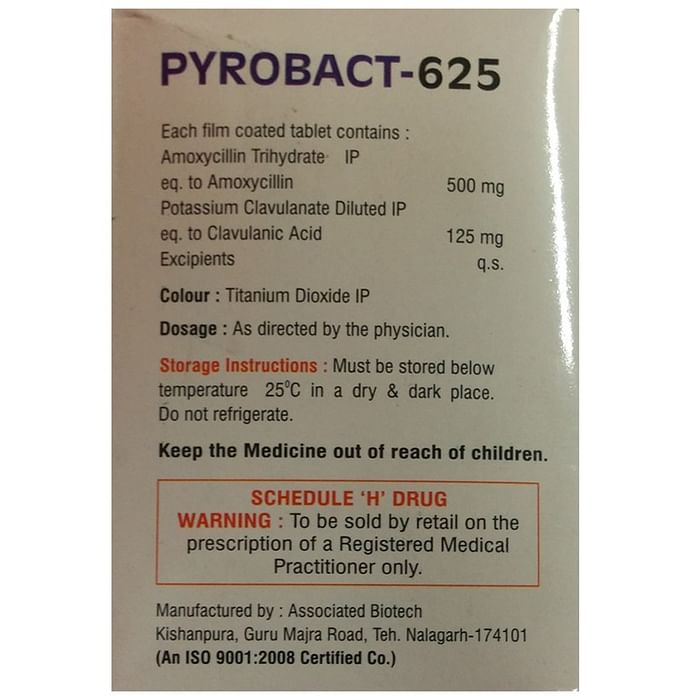 PYROBACT-625
Each film coated tablet contains :
Amoxycillin Trihydrate IP
eq. to Amoxycillin 500 mg
Potassium Clavulanate Diluted IP
eq. to Clavulanic Acid 125 mg
Excipients q.s.
Colour : Titanium Dioxide IP
Dosage : As directed by the physician.
Storage Instructions : Must be stored below
temperature 25⁰C in a dry & dark place.
Do not refrigerate.
Keep the Medicine out of reach of children.
SCHEDULE ‘H’ DRUG
WARNING : To be sold by retail on the
prescription of a Registered Medical
Practitioner only.
Manufactured by : Associated Biotech
Kishanpura, Guru Majra Road, Teh. Nalagarh-174101
(An ISO 9001:2008 Certified Co.)